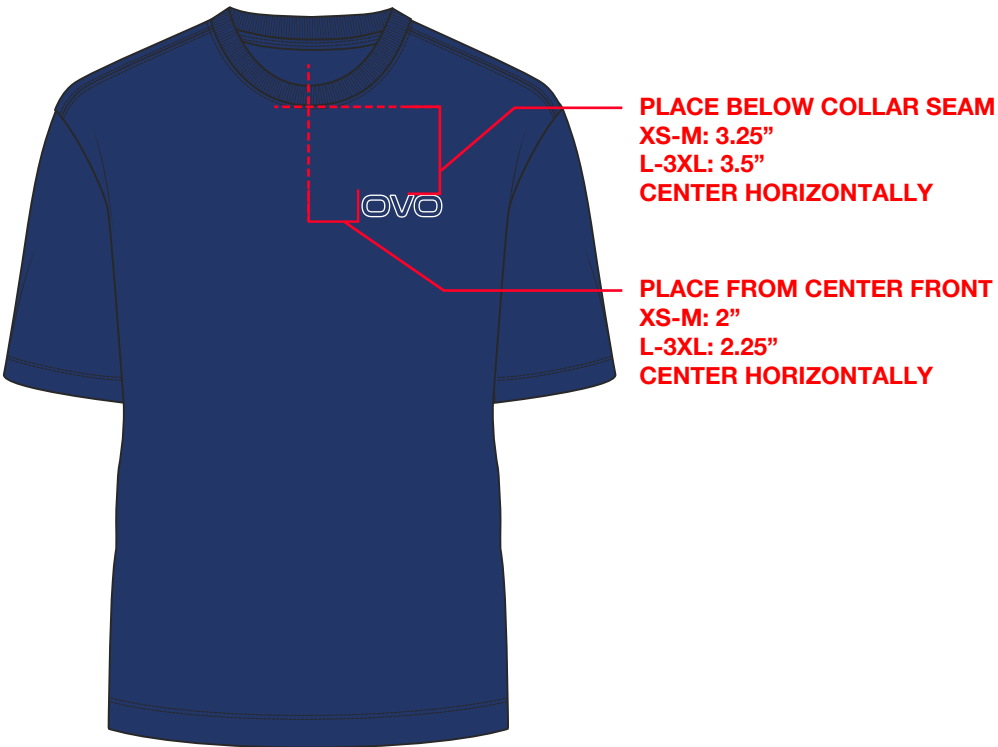 PLACE BELOW COLLAR SEAM
XS-M: 3.25”
L-3XL: 3.5”
CENTER HORIZONTALLY
OVO
PLACE FROM CENTER FRONT
XS-M: 2”
L-3XL: 2.25”
CENTER HORIZONTALLY